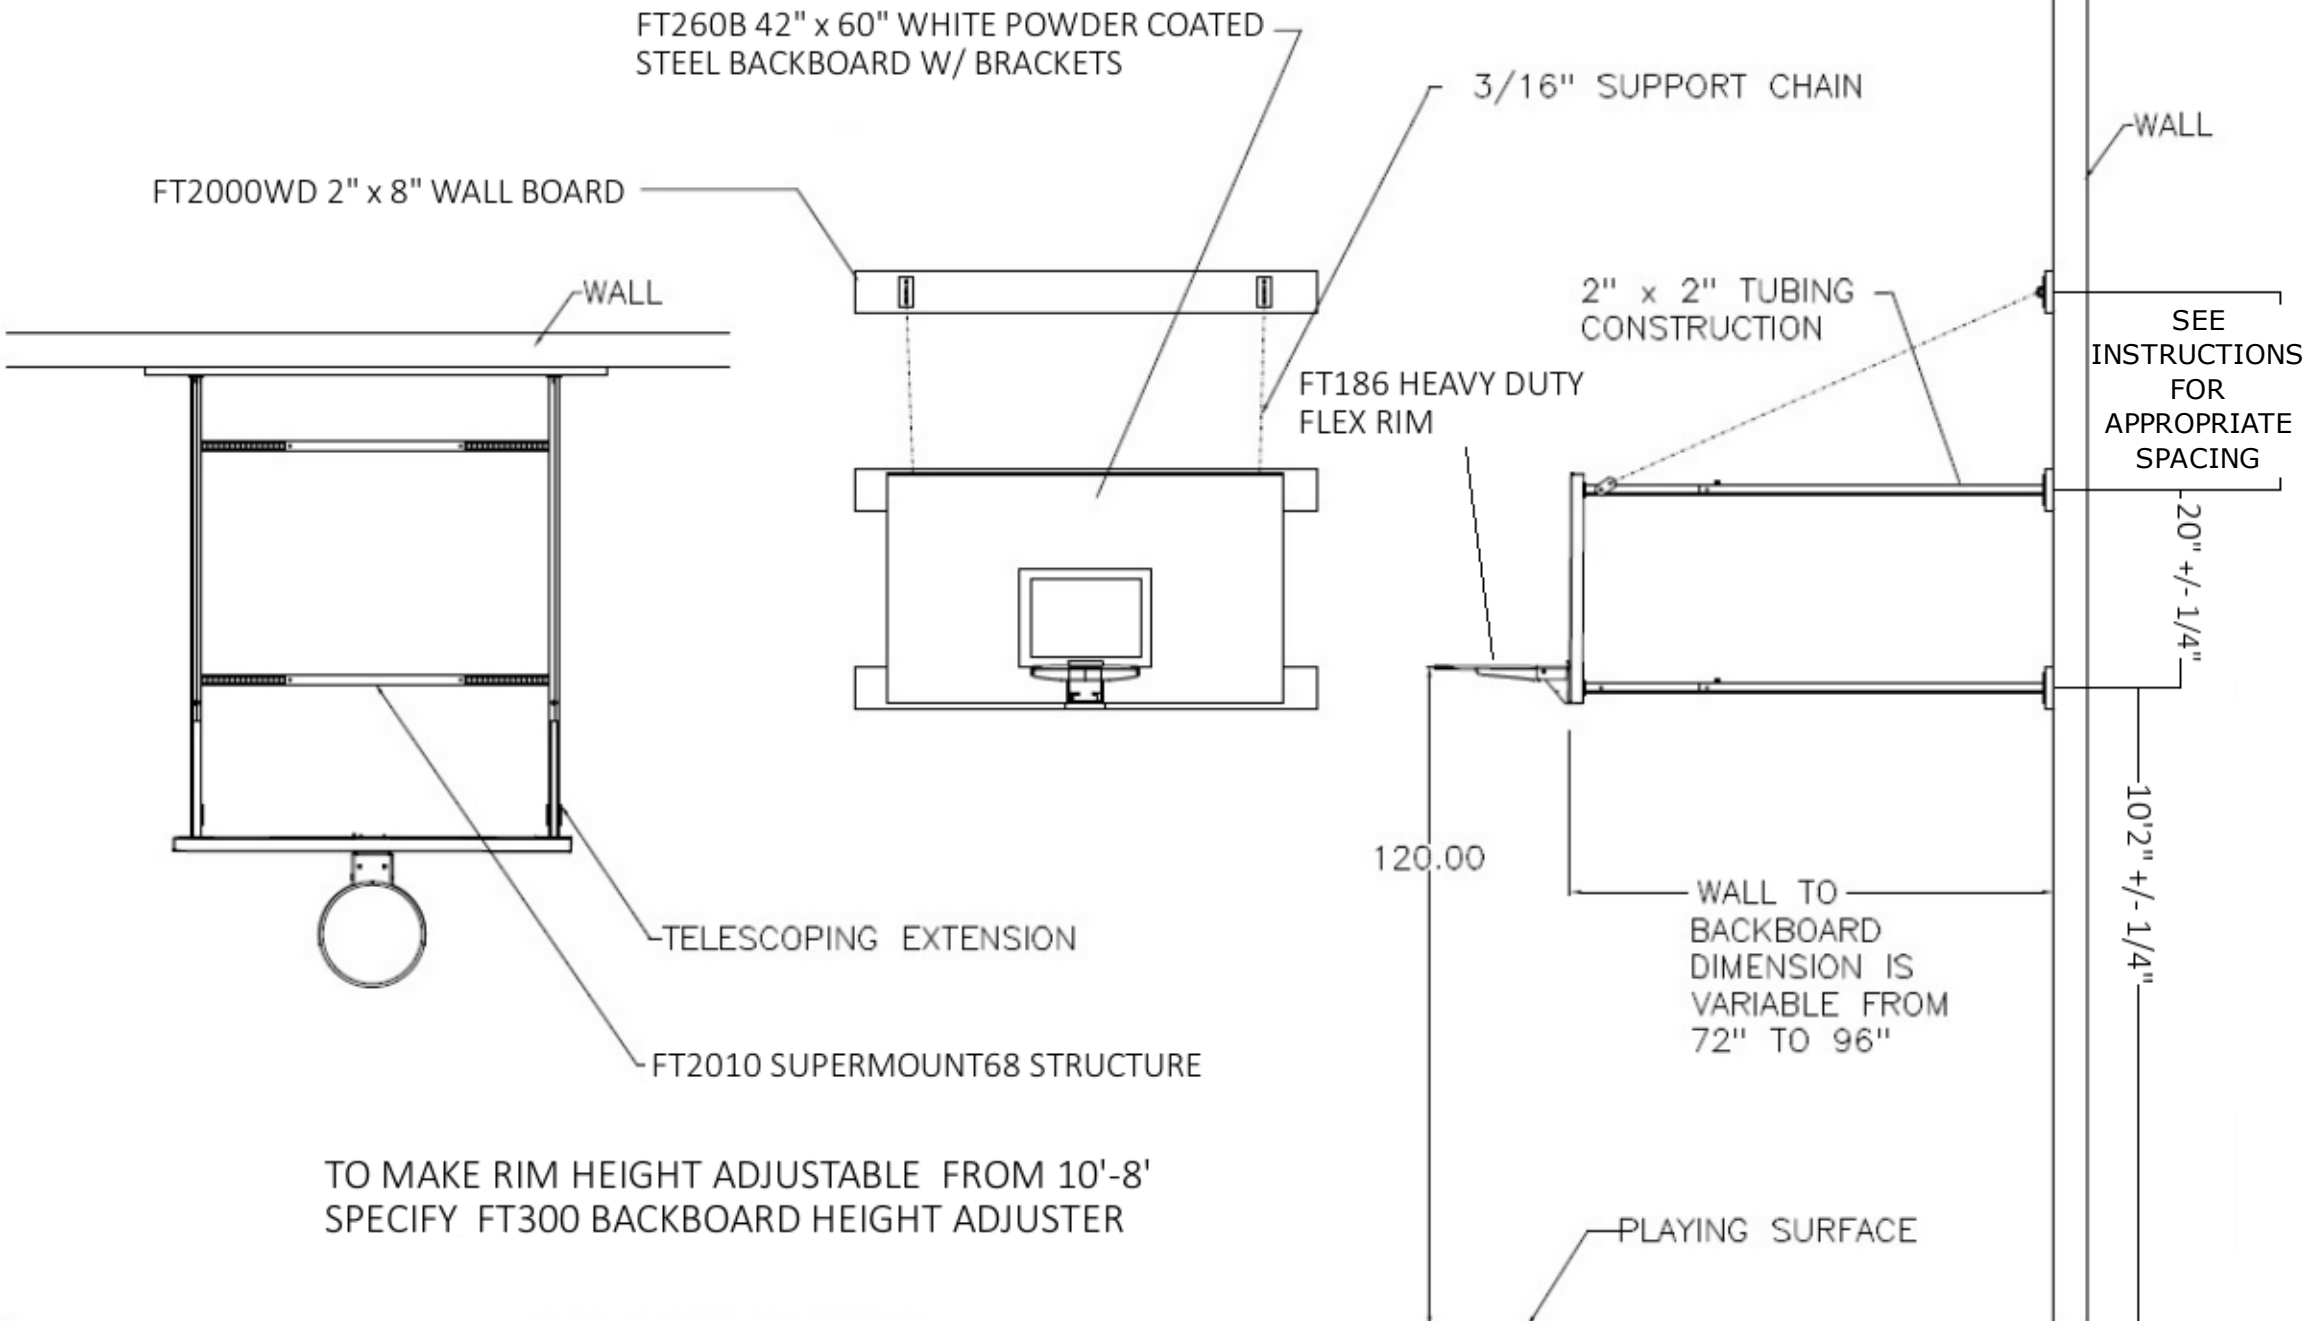 FT260B 42" x 60" WHITE POWDER COATED
STEEL BACKBOARD W/ BRACKETS
3/16" SUPPORT CHAIN
WALL
FT2000WD 2" x 8" WALL BOARD
WALL
2" x 2" TUBING
CONSTRUCTION
SEE
INSTRUCTIONS
FOR
APPROPRIATE
SPACING
FT186 HEAVY DUTY
FLEX RIM
20" +/- 1/4"
120.00
10'2" +/- 1/4"
WALL TO
BACKBOARD
DIMENSION IS
VARIABLE FROM
72" TO 96"
TELESCOPING EXTENSION
FT2010 SUPERMOUNT68 STRUCTURE
TO MAKE RIM HEIGHT ADJUSTABLE FROM 10'-8'
SPECIFY FT300 BACKBOARD HEIGHT ADJUSTER
PLAYING SURFACE